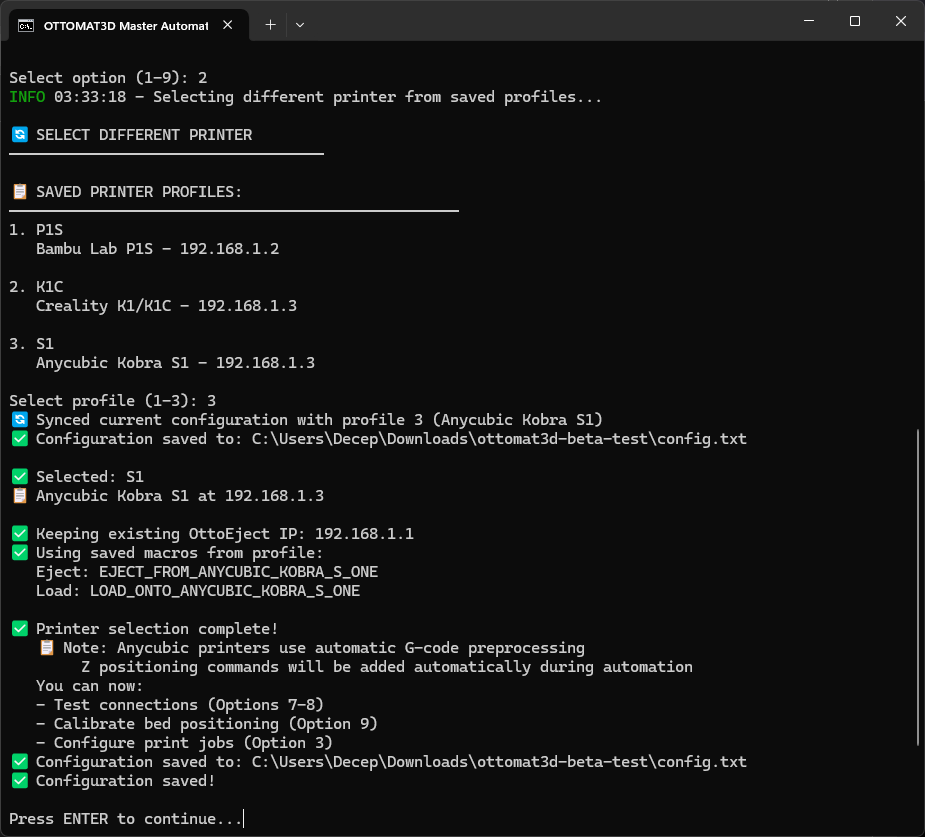 OTTOMAT3D Master Automat
Select option (1-9): 2
INFO 03:33:18 - Selecting different printer from saved profiles...
SELECT DIFFERENT PRINTER
SAVED PRINTER PROFILES:
1. P1S
Bambu Lab P1S - 192.168.1.2
2. K1C
Creality K1/K1C - 192.168.1.3
3. S1
Anycubic Kobra S1 - 192.168.1.3
Select profile (1-3): 3
Synced current configuration with profile 3 (Anycubic Kobra S1)
Configuration saved to: C:\Users\Decep\Downloads\ottomat3d-beta-test\config.txt
Selected: S1
Anycubic Kobra S1 at 192.168.1.3
Keeping existing OttoEject IP: 192.168.1.1
Using saved macros from profile:
Eject: EJECT_FROM_ANYCUBIC_KOBRA_S_ONE
Load: LOAD_ONTO_ANYCUBIC_KOBRA_S_ONE
Printer selection complete!
Note: Anycubic printers use automatic G-code preprocessing
Z positioning commands will be added automatically during automation
You can now:
- Test connections (Options 7-8)
- Calibrate bed positioning (Option 9)
- Configure print jobs (Option 3)
Configuration saved to: C:\Users\Decep\Downloads\ottomat3d-beta-test\config.txt
Configuration saved!
Press ENTER to continue...